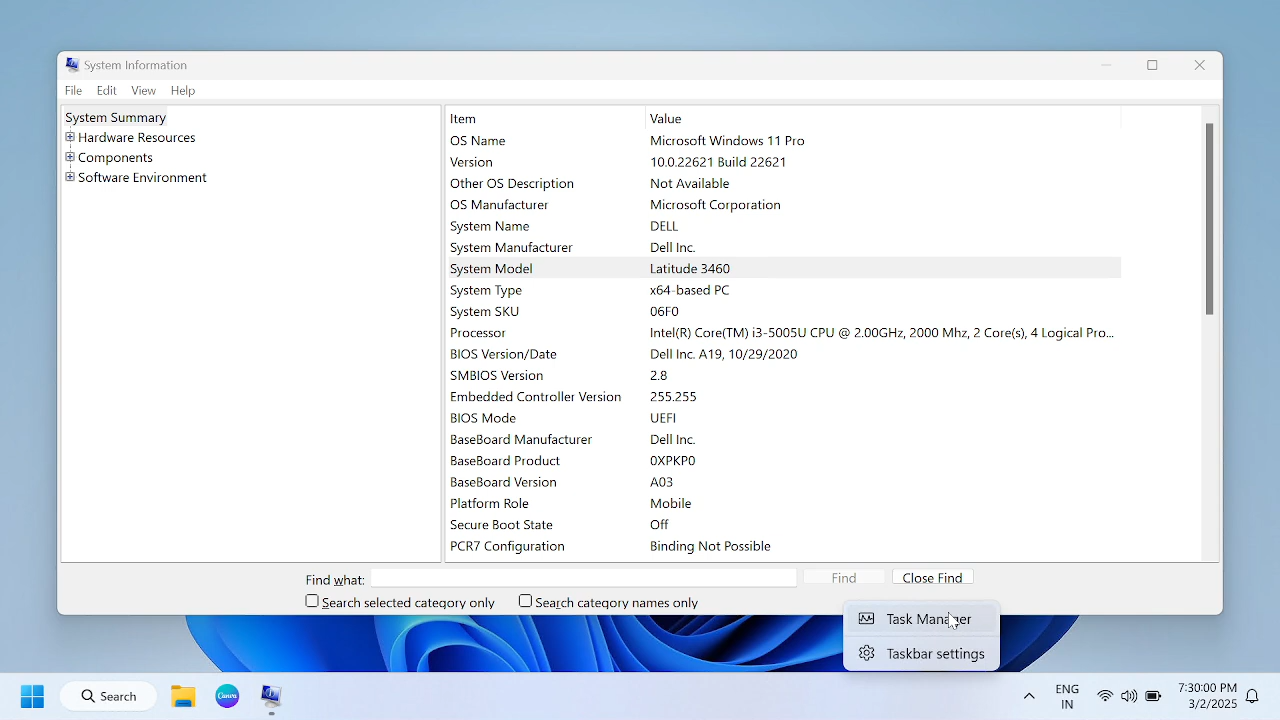 System Information
File Edit View Help
System Summary
Hardware Resources
Components
Software Environment
Item Value
OS Name Microsoft Windows 11 Pro
Version 10.0.22621 Build 22621
Other OS Description Not Available
OS Manufacturer Microsoft Corporation
System Name DELL
System Manufacturer Dell Inc.
System Model Latitude 3460
System Type x64-based PC
System SKU 06F0
Processor Intel(R) Core(TM) i3-5005U CPU @ 2.00GHz, 2000 Mhz, 2 Core(s), 4 Logical Pro...
BIOS Version/Date Dell Inc. A19, 10/29/2020
SMBIOS Version 2.8
Embedded Controller Version 255.255
BIOS Mode UEFI
BaseBoard Manufacturer Dell Inc.
BaseBoard Product 0XPKP0
BaseBoard Version A03
Platform Role Mobile
Secure Boot State Off
PCR7 Configuration Binding Not Possible
Find what: Find Close Find
Search selected category only Search category names only
Task Manager
Taskbar settings
Search Canva ENG 7:30:00 PM
IN 3/2/2025